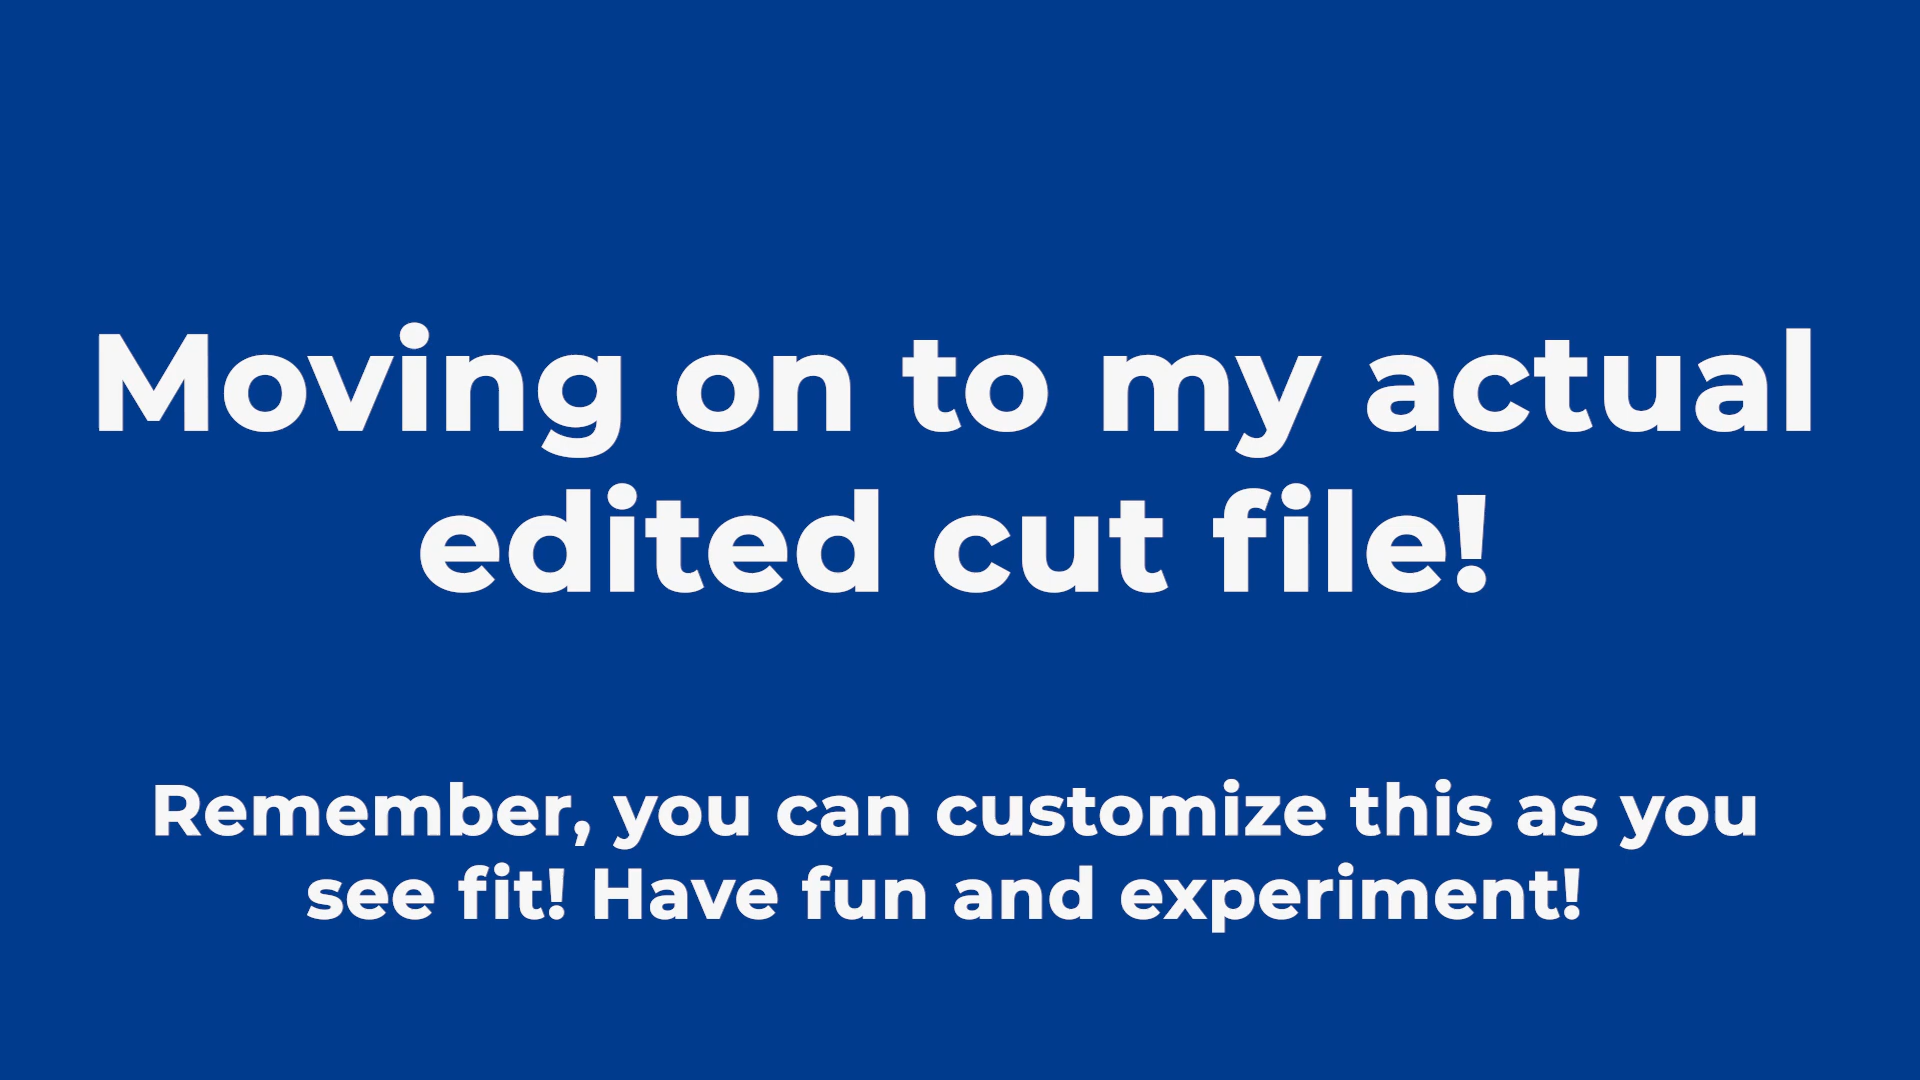 Moving on to my actual
edited cut file!
Remember, you can customize this as you
see fit! Have fun and experiment!